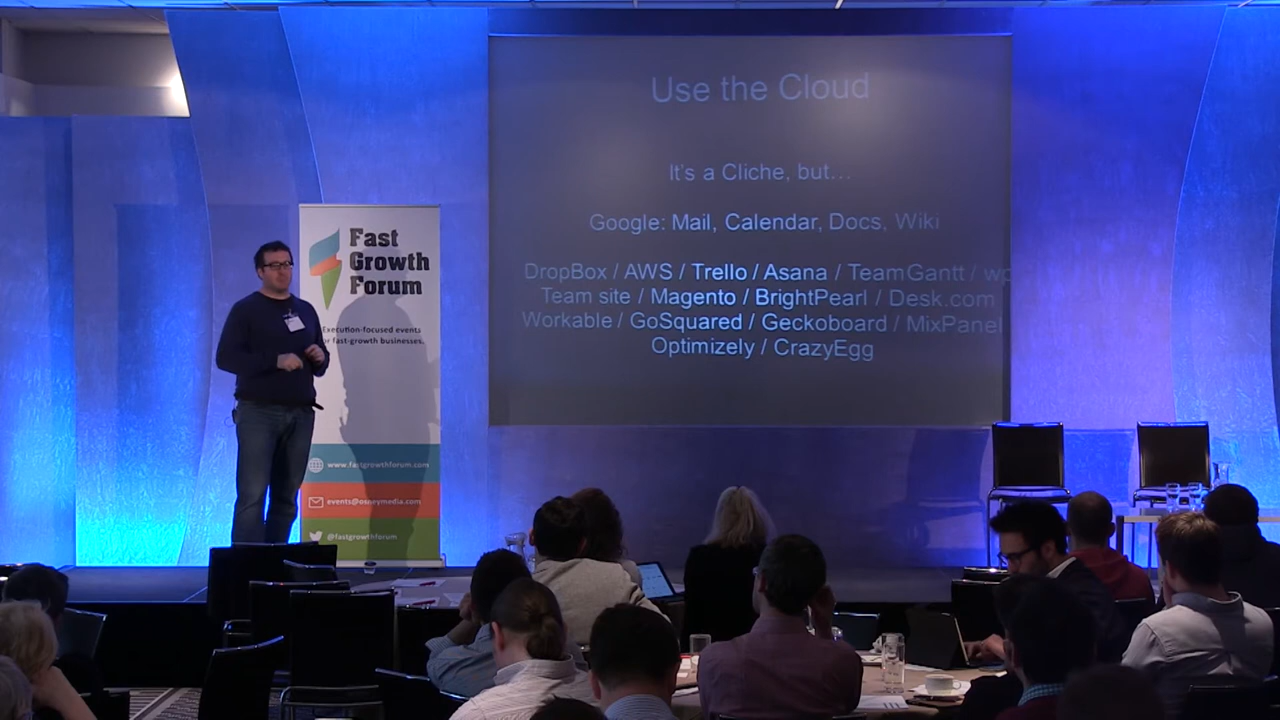 Use the Cloud
It's a Cliche, but...
Google: Mail, Calendar, Docs, Wiki
DropBox / AWS / Trello / Asana / TeamGantt / wp
Team site / Magento / BrightPearl / Desk.com
Workable / GoSquared / Geckoboard / MixPanel
Optimizely / CrazyEgg
Fast
Growth
Forum
Execution-focused events
for fast-growth businesses.
www.fastgrowthforum.com
@fastgrowthforum